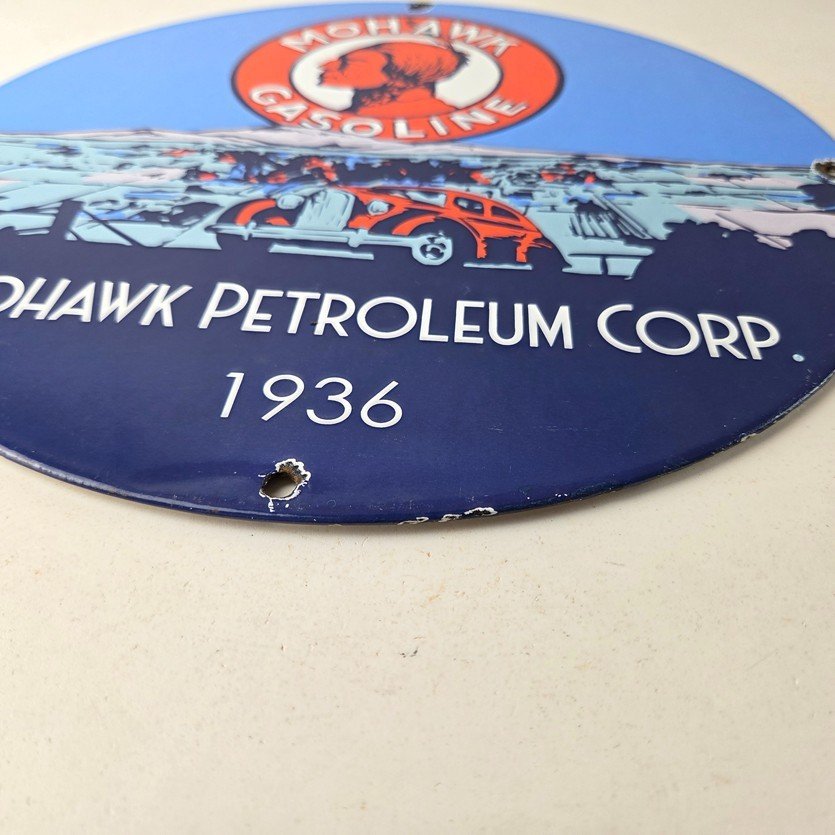 MOHAWK
GASOLINE
OHAWK PETROLEUM CORP.
1936